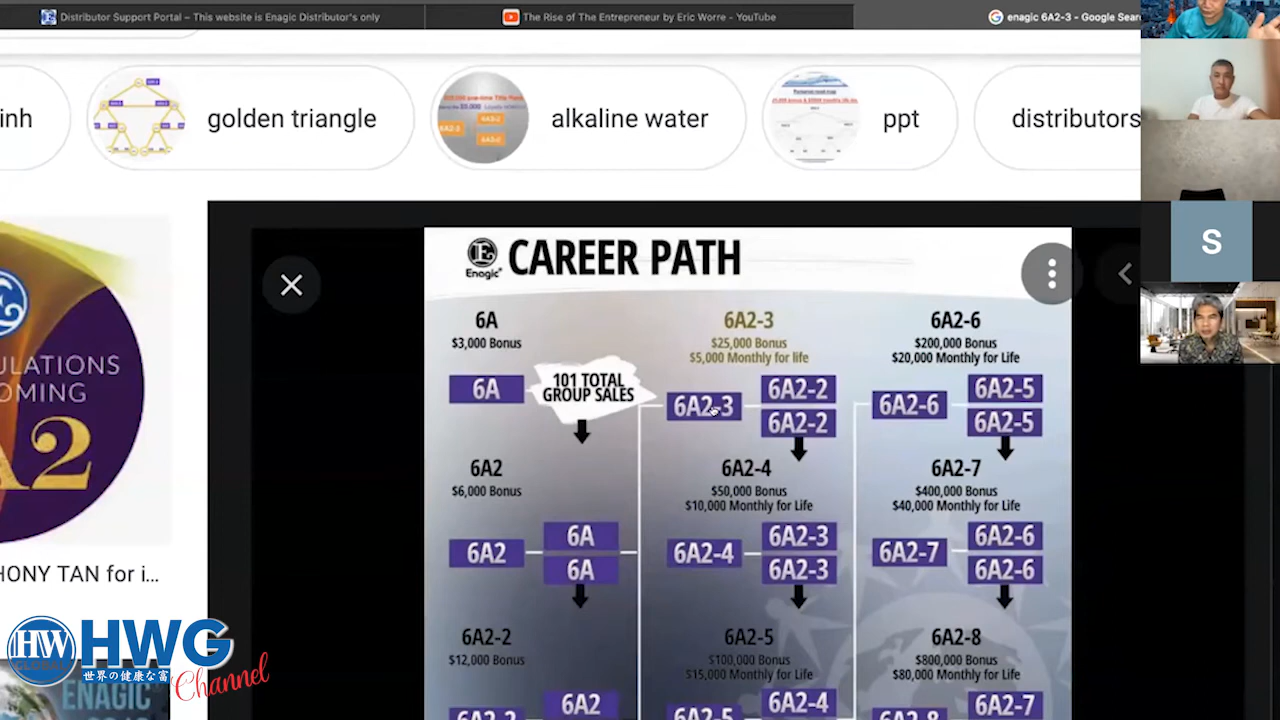 Distributor Support Portal – This website is Enagic Distributor's only
The Rise of The Entrepreneur by Eric Worre - YouTube
enagic 6A2-3 - Google Sear
inh
golden triangle
alkaline water
ppt
distributors
CAREER PATH
Enagic
6A
$3,000 Bonus
6A
101 TOTAL
GROUP SALES
6A2
$6,000 Bonus
6A2
6A
6A
6A2-2
$12,000 Bonus
6A2-2
6A2
6A2-3
$25,000 Bonus
$5,000 Monthly for life
6A2-3
6A2-2
6A2-2
6A2-4
$50,000 Bonus
$10,000 Monthly for Life
6A2-4
6A2-3
6A2-3
6A2-5
$100,000 Bonus
$15,000 Monthly for Life
6A2-5
6A2-4
6A2-6
$200,000 Bonus
$20,000 Monthly for Life
6A2-6
6A2-5
6A2-5
6A2-7
$400,000 Bonus
$40,000 Monthly for Life
6A2-7
6A2-6
6A2-6
6A2-8
$800,000 Bonus
$80,000 Monthly for Life
6A2-8
6A2-7
S
ULATIONS
OMING
A2
HONY TAN for i...
HW
GLOBAL
HWG
世界の健康な富
Channel
ENAGIC